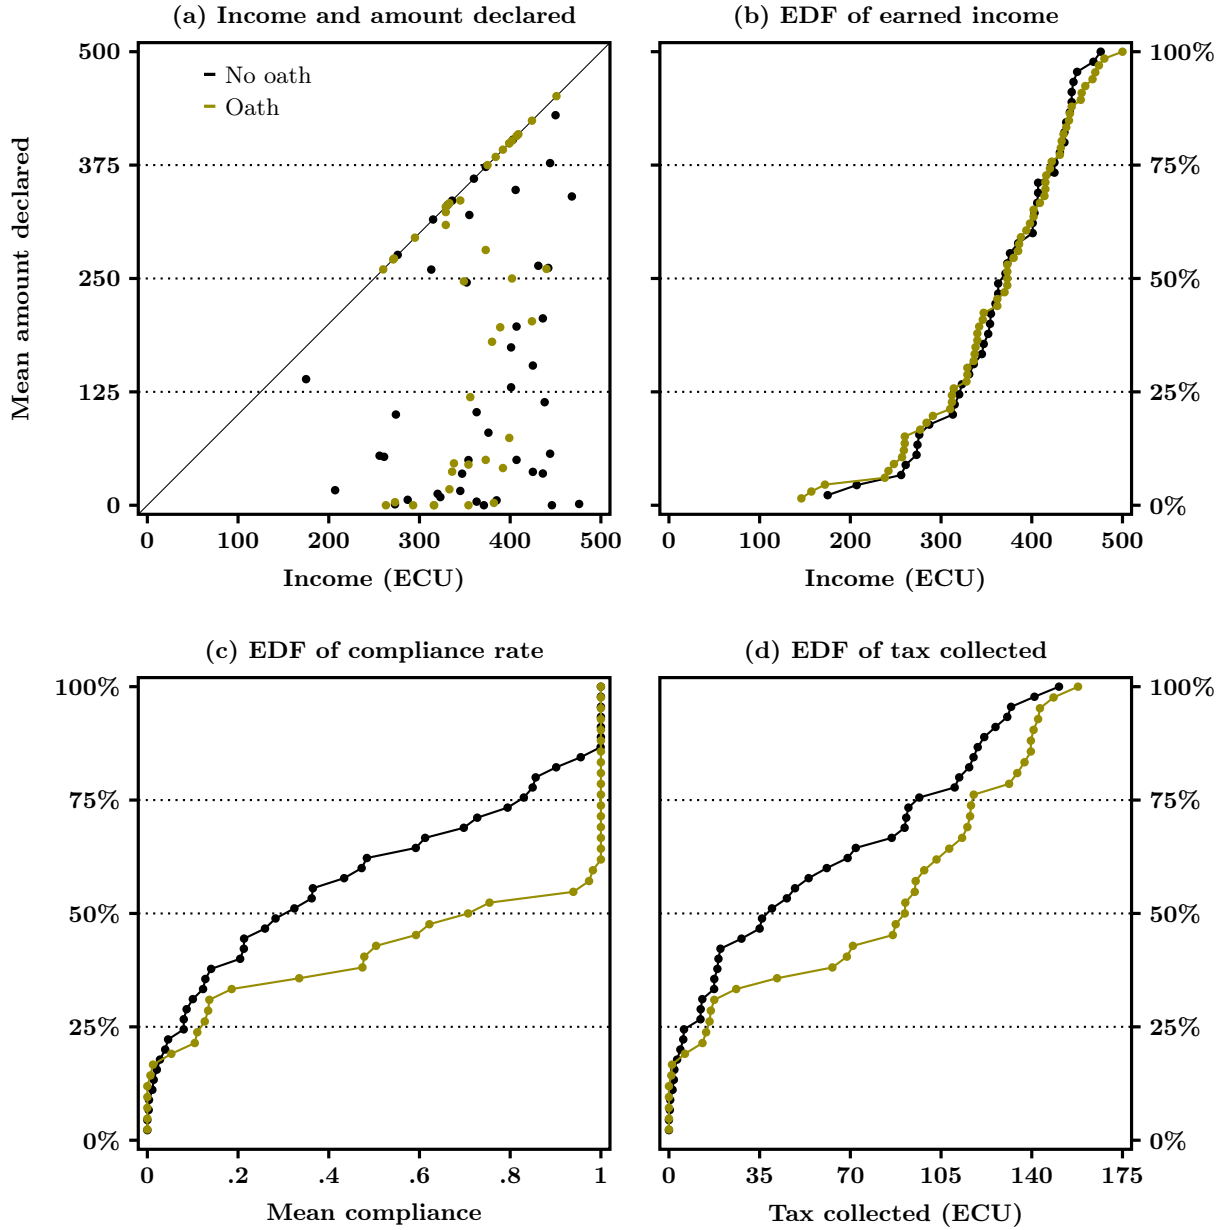 (a) Income and amount declared
(b) EDF of earned income
500
375
250
125
0
Mean amount declared
No oath
Oath
0 100 200 300 400 500
Income (ECU)
100%
75%
50%
25%
0%
0 100 200 300 400 500
Income (ECU)
(c) EDF of compliance rate
(d) EDF of tax collected
100%
75%
50%
25%
0%
0 .2 .4 .6 .8 1
Mean compliance
100%
75%
50%
25%
0%
0 35 70 105 140 175
Tax collected (ECU)